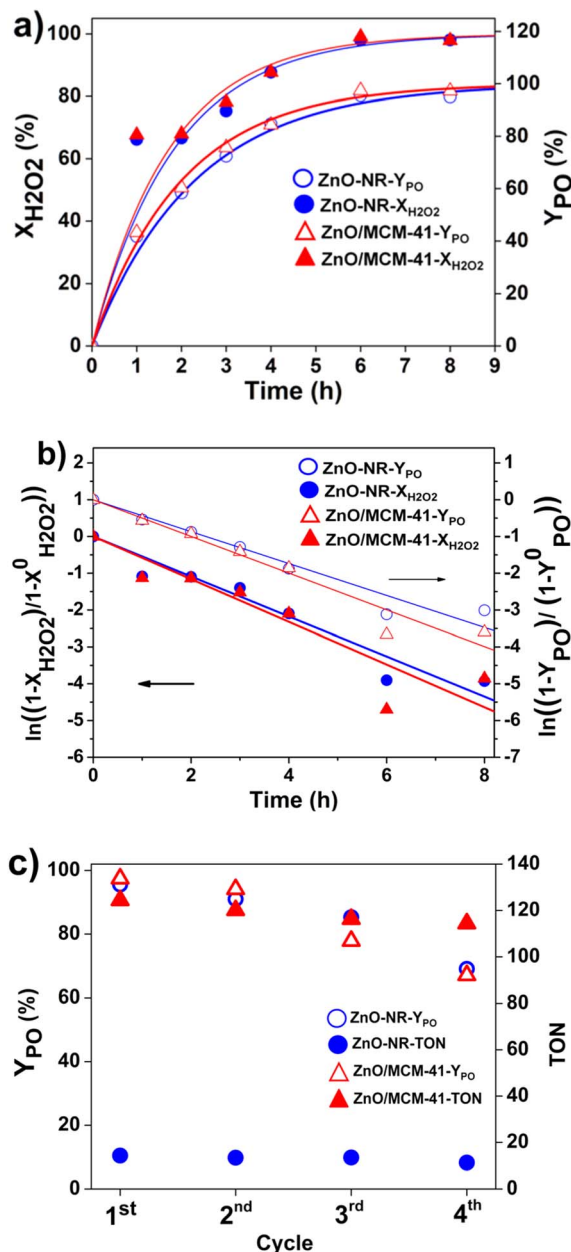 a)
100
80
60
40
20
0
X_H2O2 (%)
120
100
80
60
40
20
0
Y_PO (%)
ZnO-NR-Y_PO
ZnO-NR-X_H2O2
ZnO/MCM-41-Y_PO
ZnO/MCM-41-X_H2O2
0 1 2 3 4 5 6 7 8 9
Time (h)
b)
2
1
0
-1
-2
-3
-4
-5
-6
ln((1-X_H2O2)/1-X^0_H2O2))
1
0
-1
-2
-3
-4
-5
-6
-7
ln((1-Y_PO)/ (1-Y^0_PO))
ZnO-NR-Y_PO
ZnO-NR-X_H2O2
ZnO/MCM-41-Y_PO
ZnO/MCM-41-X_H2O2
0 2 4 6 8
Time (h)
c)
100
80
60
40
20
0
Y_PO (%)
140
120
100
80
60
40
20
0
TON
ZnO-NR-Y_PO
ZnO-NR-TON
ZnO/MCM-41-Y_PO
ZnO/MCM-41-TON
1st 2nd 3rd 4th
Cycle